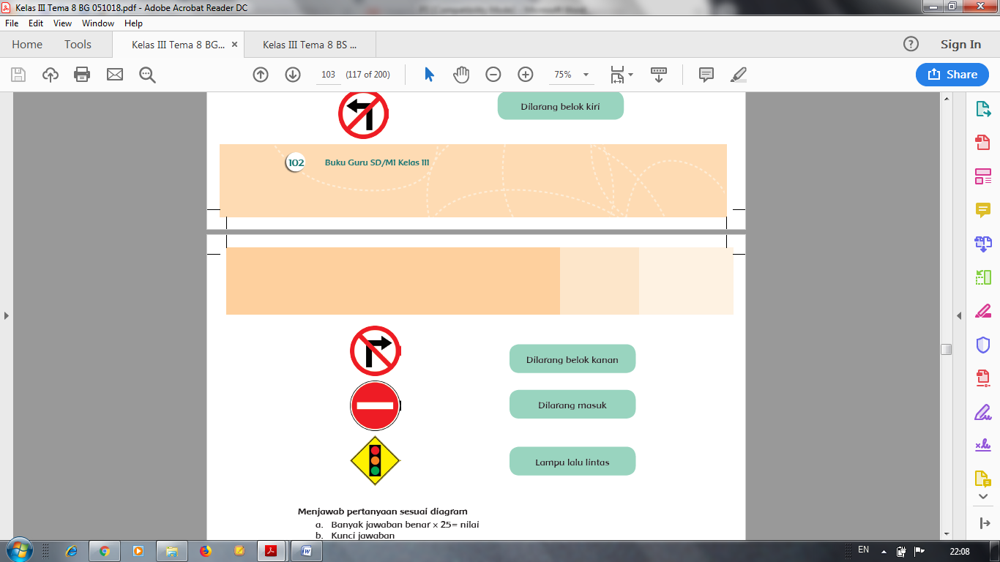 Kelas III Tema 8 BG 051018.pdf - Adobe Acrobat Reader DC
File Edit View Window Help
Home Tools Kelas III Tema 8 BG... × Kelas III Tema 8 BS ... ? Sign In
103 (117 of 200) 75% Share
Dilarang belok kiri
102 Buku Guru SD/MI Kelas III
Dilarang belok kanan
Dilarang masuk
Lampu lalu lintas
Menjawab pertanyaan sesuai diagram
a. Banyak jawaban benar x 25= nilai
b. Kunci jawaban
EN 22:08